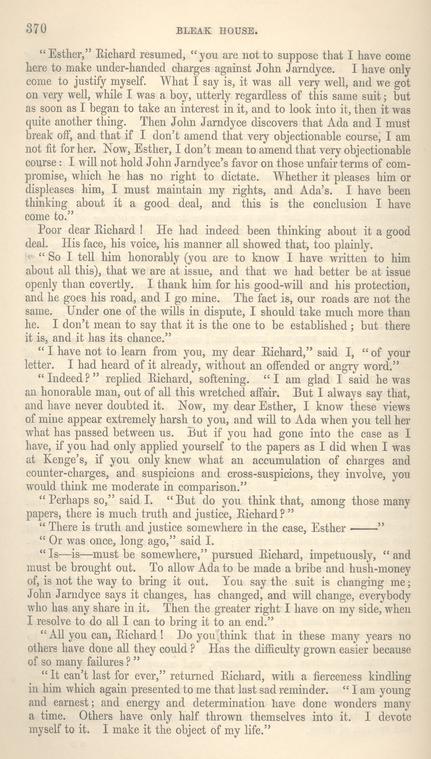 370
BLEAK HOUSE.
"Esther," Richard resumed, "you are not to suppose that I have come
here to make under-handed charges against John Jarndyce. I have only
come to justify myself. What I say is, it was all very well, and we got
on very well, while I was a boy, utterly regardless of this same suit; but
as soon as I began to take an interest in it, and to look into it, then it was
quite another thing. Then John Jarndyce discovers that Ada and I must
break off, and that if I don't amend that very objectionable course, I am
not fit for her. Now, Esther, I don't mean to amend that very objectionable
course: I will not hold John Jarndyce's favor on those unfair terms of com-
promise, which he has no right to dictate. Whether it pleases him or
displeases him, I must maintain my rights, and Ada's. I have been
thinking about it a good deal, and this is the conclusion I have
come to."
Poor dear Richard! He had indeed been thinking about it a good
deal. His face, his voice, his manner all showed that, too plainly.
"So I tell him honorably (you are to know I have written to him
about all this), that we are at issue, and that we had better be at issue
openly than covertly. I thank him for his good-will and his protection,
and he goes his road, and I go mine. The fact is, our roads are not the
same. Under one of the wills in dispute, I should take much more than
he. I don't mean to say that it is the one to be established; but there
it is, and it has its chance."
"I have not to learn from you, my dear Richard," said I, "of your
letter. I had heard of it already, without an offended or angry word."
"Indeed?" replied Richard, softening. "I am glad I said he was
an honorable man, out of all this wretched affair. But I always say that,
and have never doubted it. Now, my dear Esther, I know these views
of mine appear extremely harsh to you, and will to Ada when you tell her
what has passed between us. But if you had gone into the case as I
have, if you had only applied yourself to the papers as I did when I was
at Kenge's, if you only knew what an accumulation of charges and
counter-charges, and suspicions and cross-suspicions, they involve, you
would think me moderate in comparison."
"Perhaps so," said I. "But do you think that, among those many
papers, there is much truth and justice, Richard?"
"There is truth and justice somewhere in the case, Esther ——"
"Or was once, long ago," said I.
"Is—is—must be somewhere," pursued Richard, impetuously, "and
must be brought out. To allow Ada to be made a bribe and hush-money
of, is not the way to bring it out. You say the suit is changing me;
John Jarndyce says it changes, has changed, and will change, everybody
who has any share in it. Then the greater right I have on my side, when
I resolve to do all I can to bring it to an end."
"All you can, Richard! Do you think that in these many years no
others have done all they could? Has the difficulty grown easier because
of so many failures?"
"It can't last for ever," returned Richard, with a fierceness kindling
in him which again presented to me that last sad reminder. "I am young
and earnest; and energy and determination have done wonders many
a time. Others have only half thrown themselves into it. I devote
myself to it. I make it the object of my life."